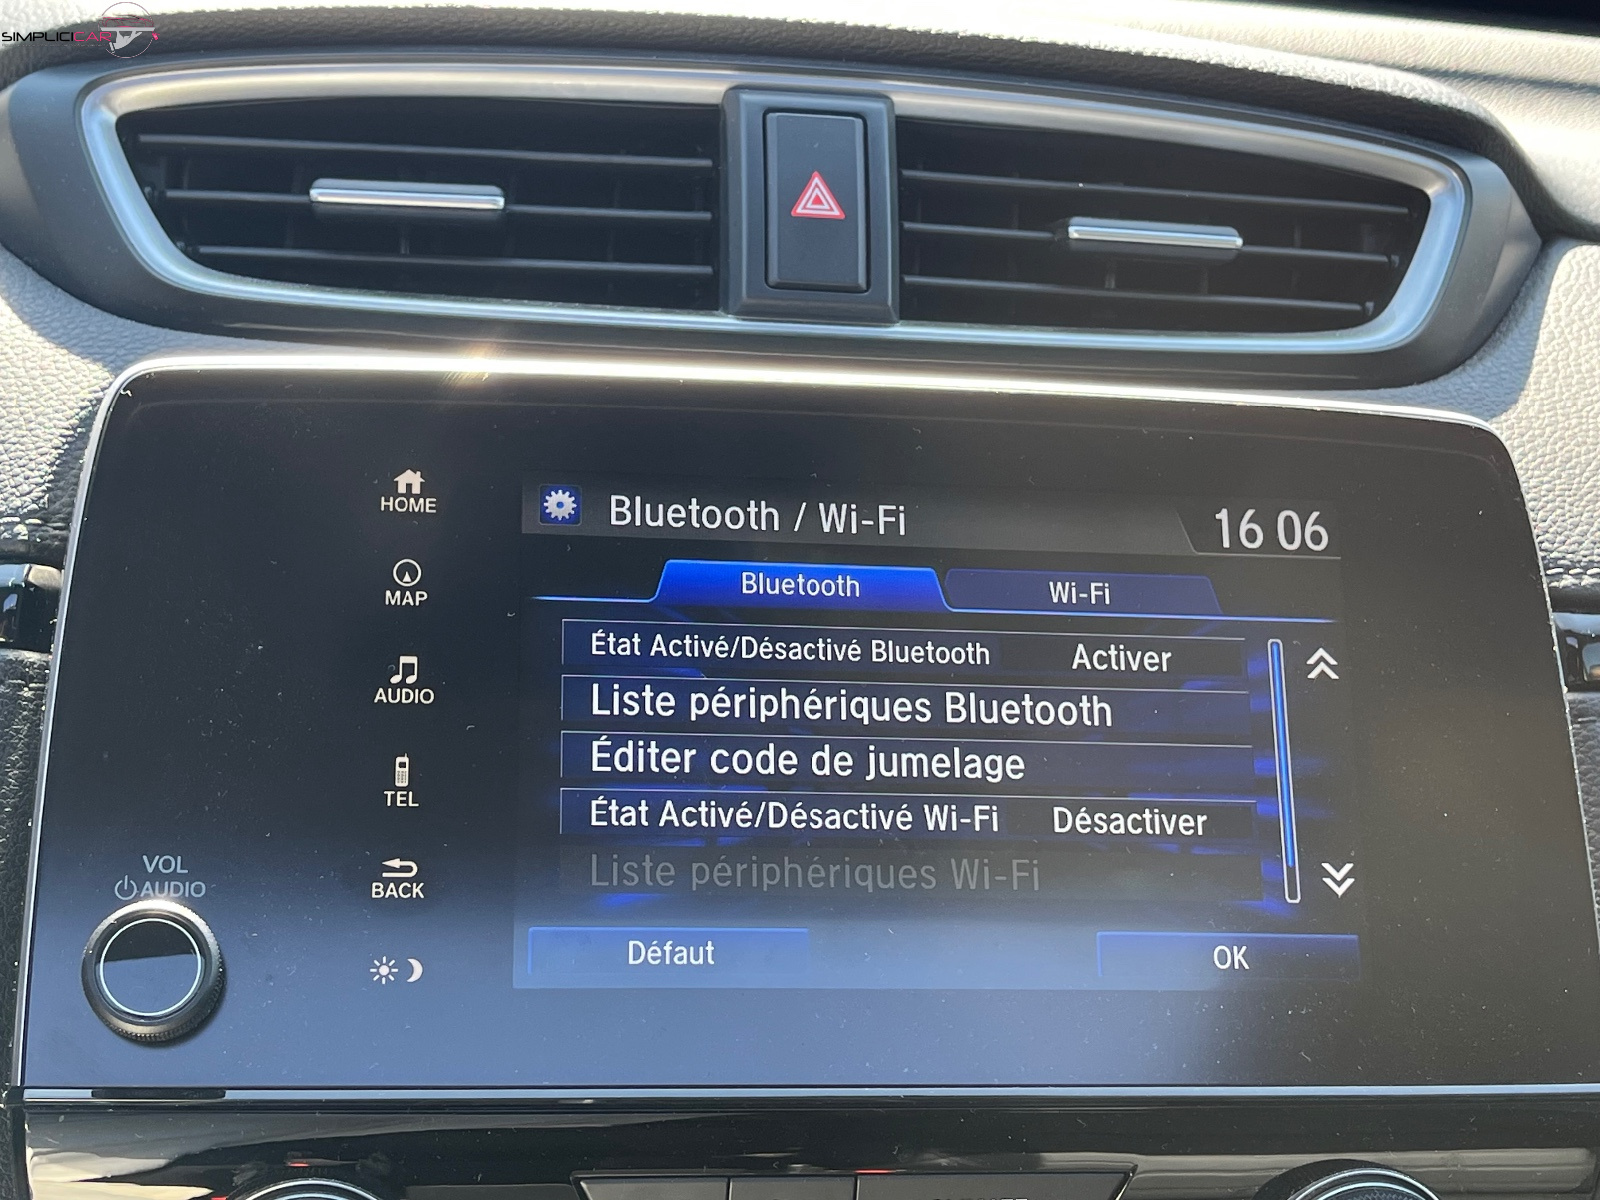 SIMPLICICAR
HOME
MAP
AUDIO
TEL
BACK
VOL
AUDIO
Bluetooth / Wi-Fi
16 06
Bluetooth
Wi-Fi
État Activé/Désactivé Bluetooth Activer
Liste périphériques Bluetooth
Éditer code de jumelage
État Activé/Désactivé Wi-Fi Désactiver
Liste périphériques Wi-Fi
Défaut
OK